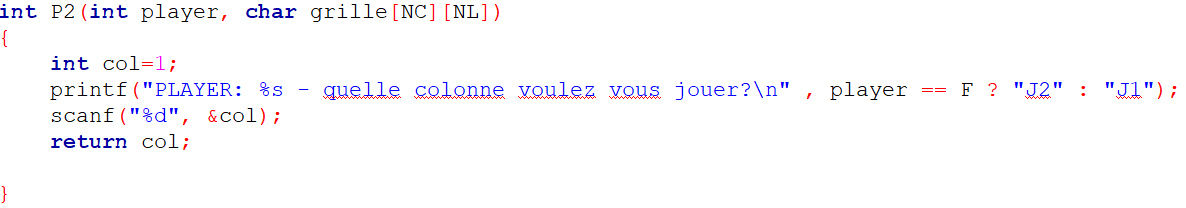 int P2(int player, char grille[NC][NL])
{
    int col=1;
    printf("PLAYER: %s - quelle colonne voulez vous jouer?\n" , player == F ? "J2" : "J1");
    scanf("%d", &col);
    return col;
}